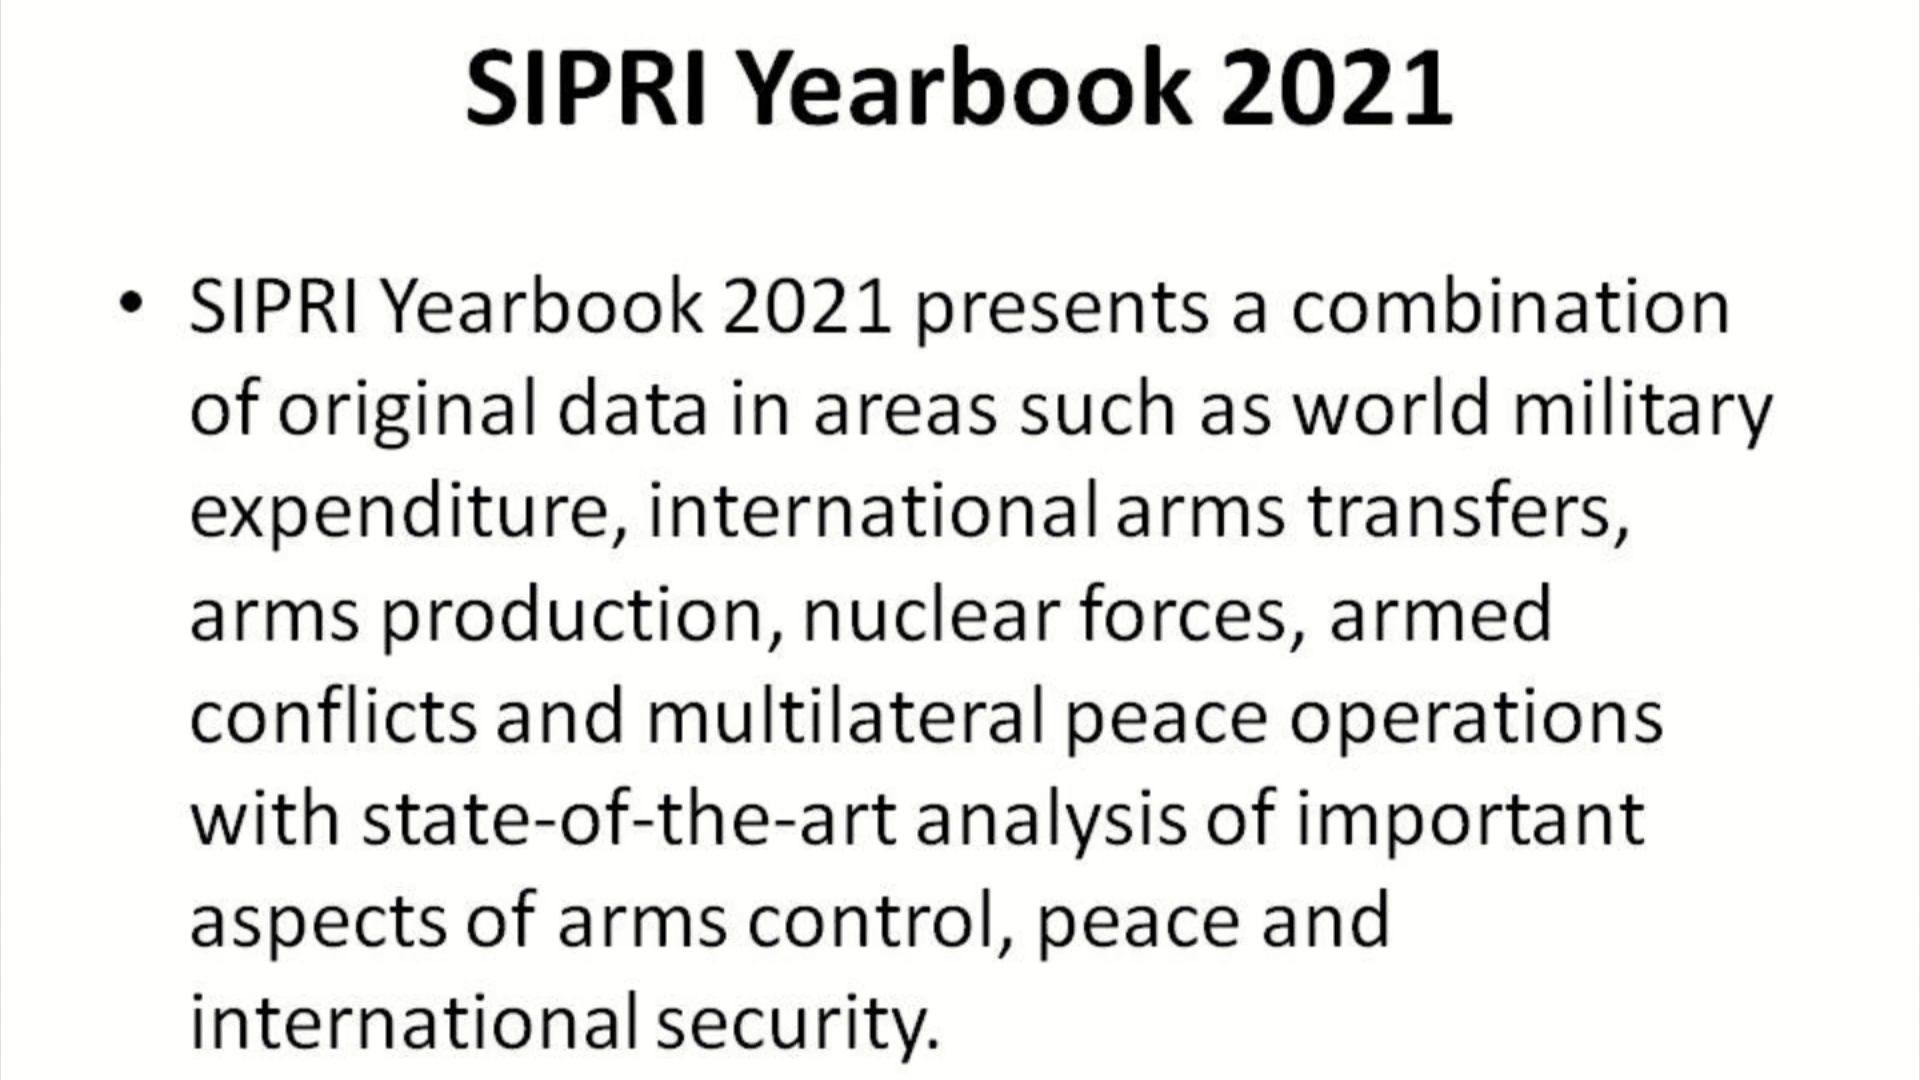 SIPRI Yearbook 2021
• SIPRI Yearbook 2021 presents a combination
of original data in areas such as world military
expenditure, international arms transfers,
arms production, nuclear forces, armed
conflicts and multilateral peace operations
with state-of-the-art analysis of important
aspects of arms control, peace and
international security.